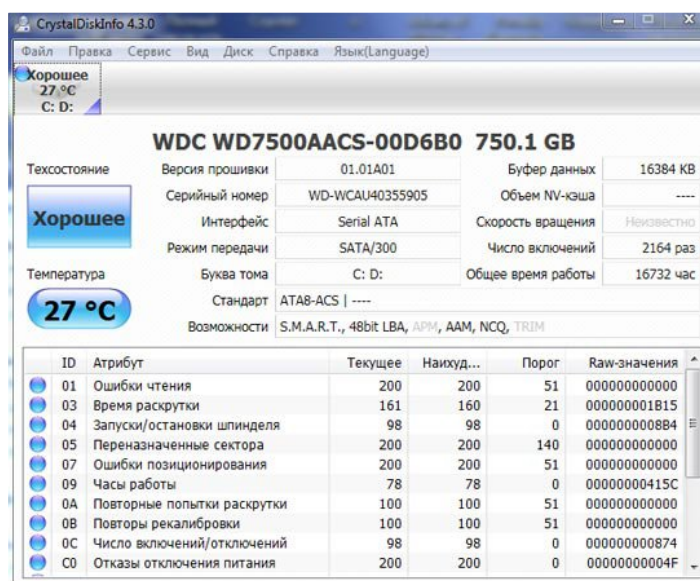 CrystalDiskInfo 4.3.0
Файл Правка Сервис Вид Диск Справка Язык(Language)
Хорошее
27 °C
C: D:
WDC WD7500AACS-00D6B0 750.1 GB
Техсостояние
Хорошее
Температура
27 °C
Версия прошивки 01.01A01 Буфер данных 16384 KB
Серийный номер WD-WCAU40355905 Объем NV-кэша ----
Интерфейс Serial ATA Скорость вращения Неизвестно
Режим передачи SATA/300 Число включений 2164 раз
Буква тома C: D: Общее время работы 16732 час
Стандарт ATA8-ACS | ----
Возможности S.M.A.R.T., 48bit LBA, APM, AAM, NCQ, TRIM
ID Атрибут Текущее Наихуд... Порог Raw-значения
01 Ошибки чтения 200 200 51 000000000000
03 Время раскрутки 161 160 21 000000001B15
04 Запуски/остановки шпинделя 98 98 0 0000000008B4
05 Переназначенные сектора 200 200 140 000000000000
07 Ошибки позиционирования 200 200 51 000000000000
09 Часы работы 78 78 0 00000000415C
0A Повторные попытки раскрутки 100 100 51 000000000000
0B Повторы рекалибровки 100 100 51 000000000000
0C Число включений/отключений 98 98 0 000000000874
C0 Отказы отключения питания 200 200 0 00000000004F